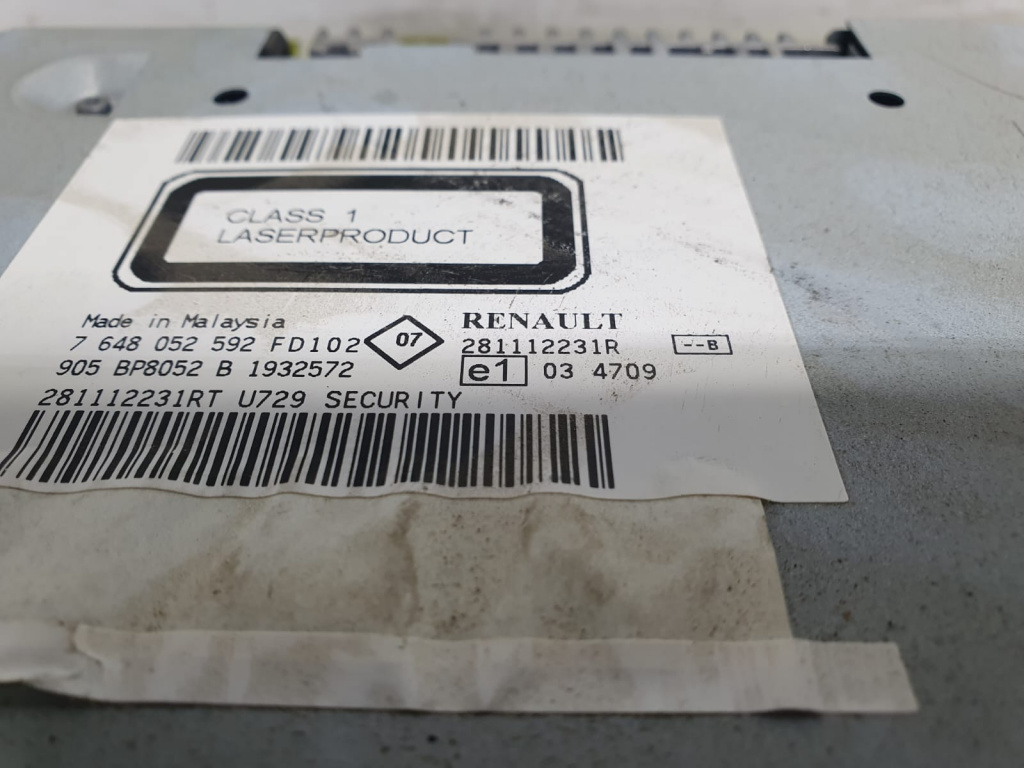 CLASS 1
LASERPRODUCT
Made in Malaysia
7 648 052 592 FD102
905 BP8052 B 1932572
281112231RT U729 SECURITY
07
RENAULT
281112231R
--B
e1 03 4709